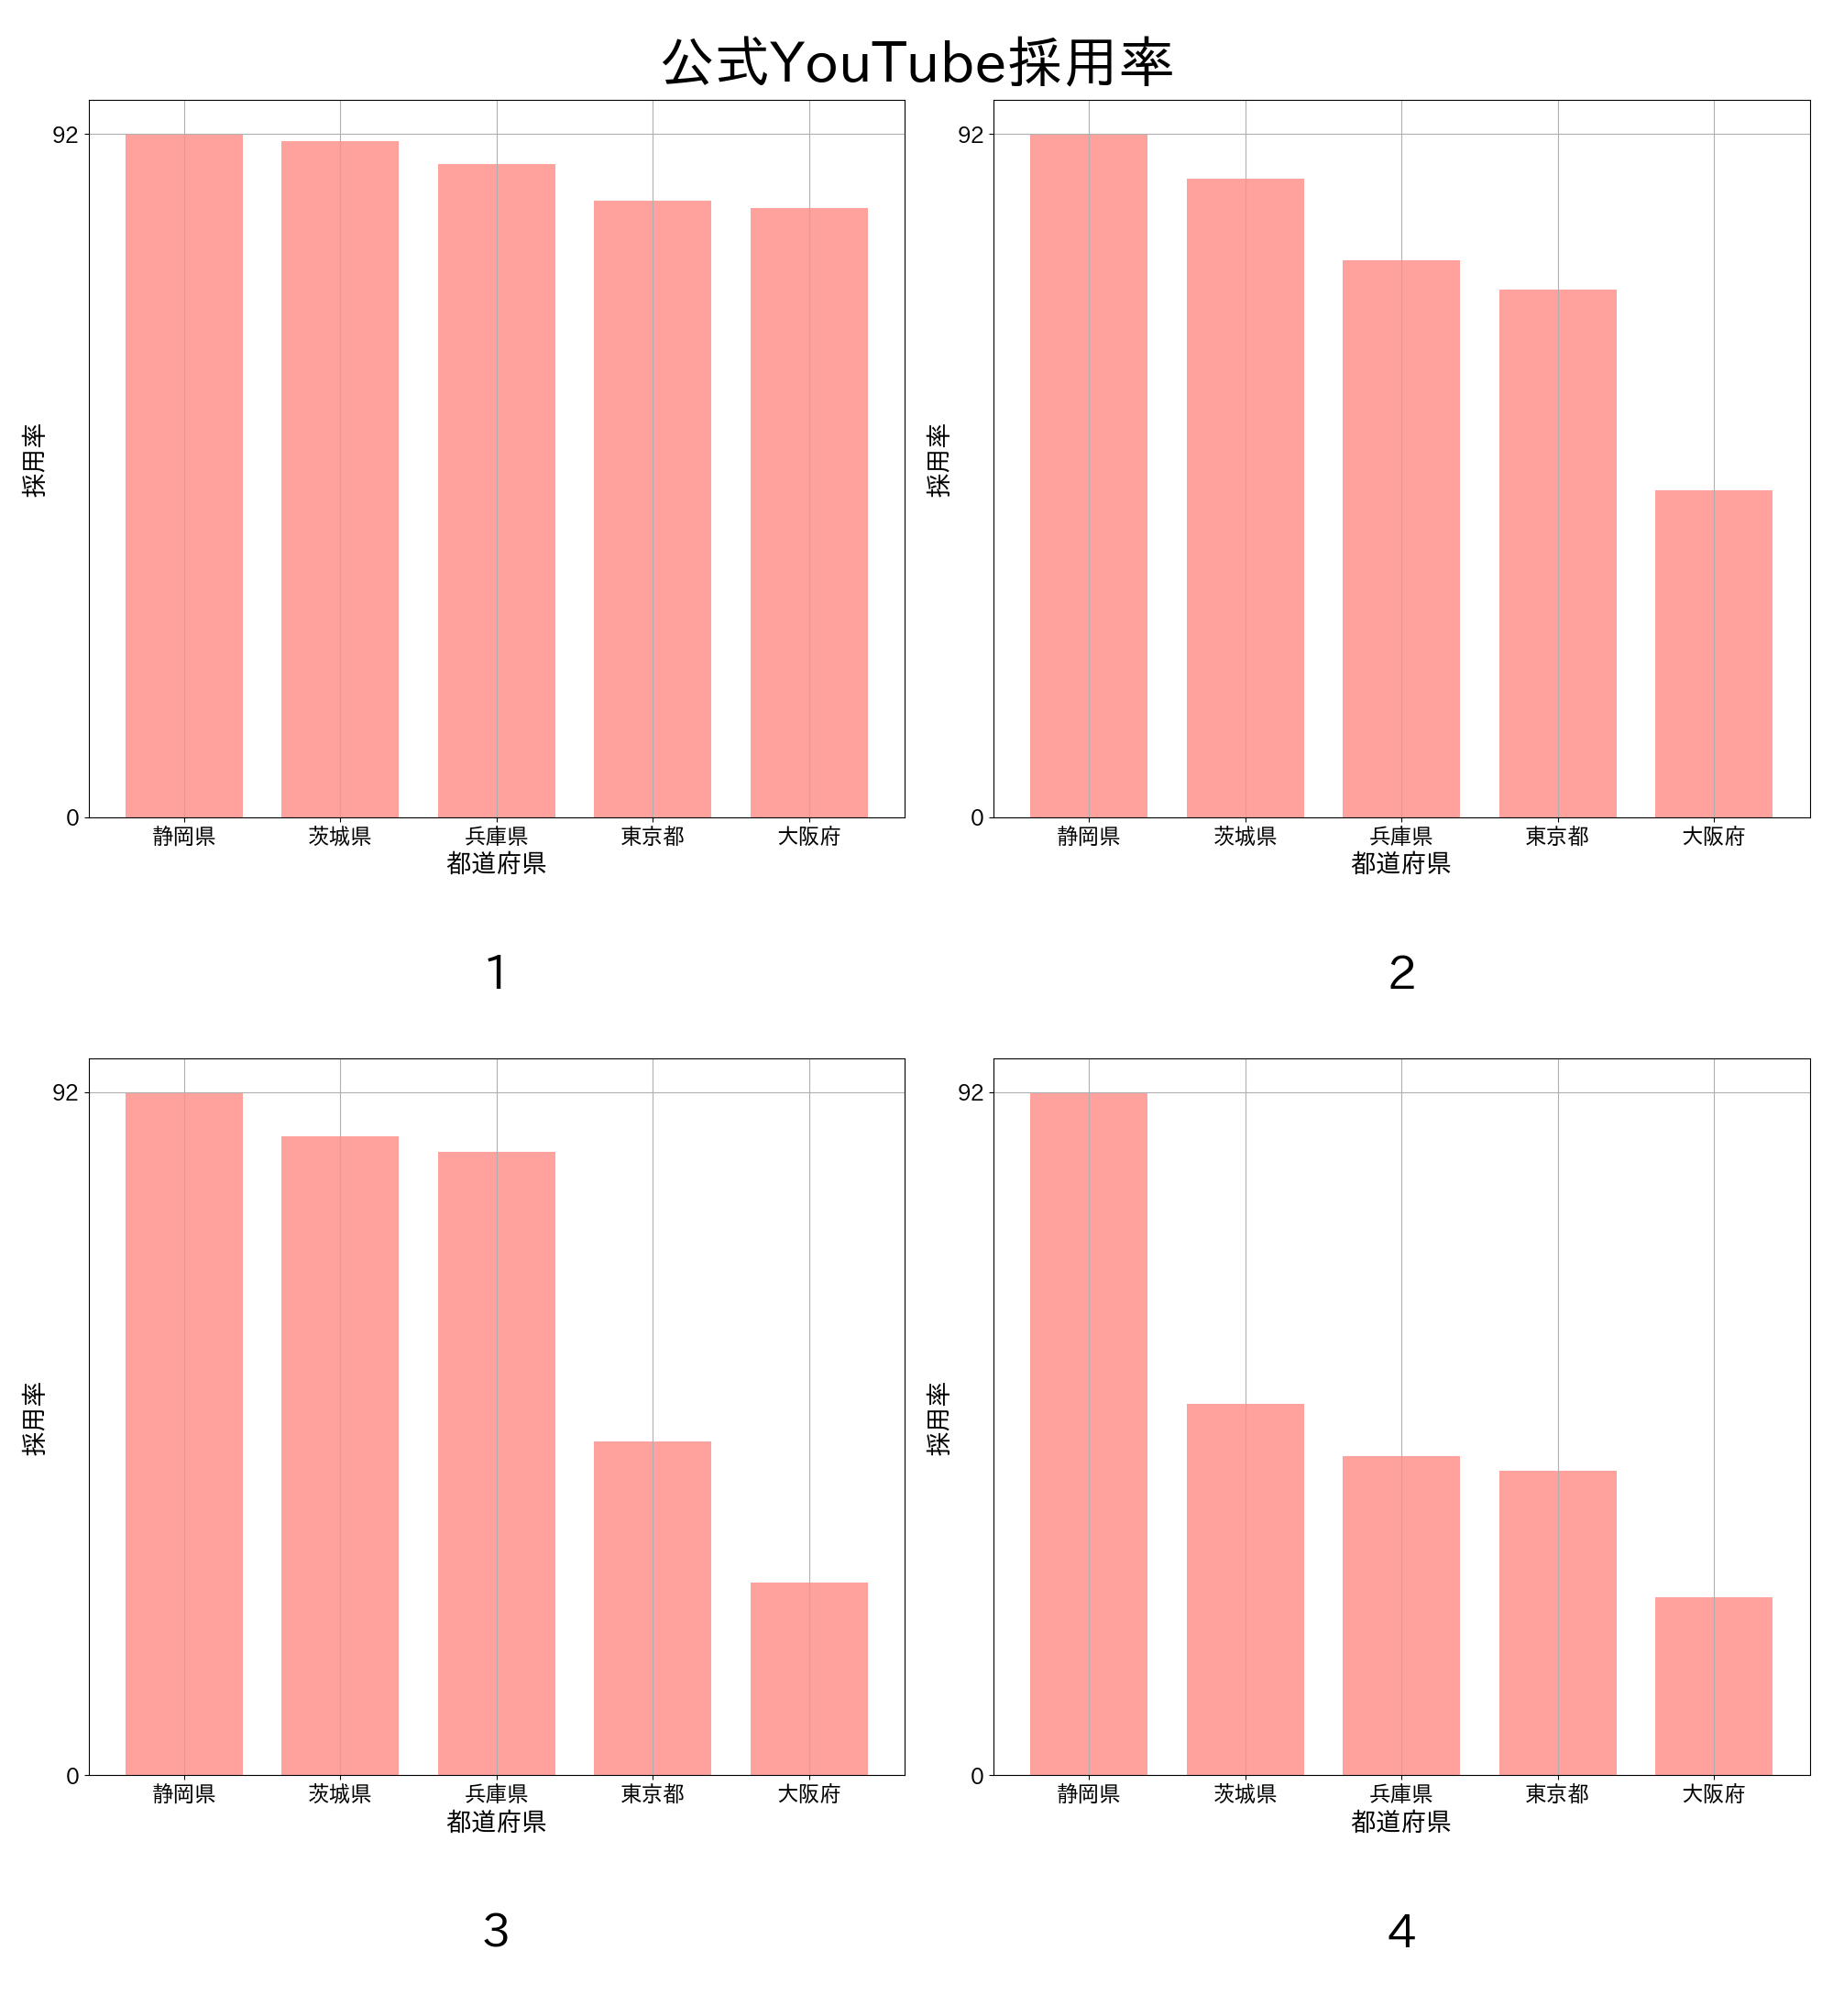 公式YouTube採用率
92
0
採用率
静岡県 茨城県 兵庫県 東京都 大阪府
都道府県
1
92
0
採用率
静岡県 茨城県 兵庫県 東京都 大阪府
都道府県
2
92
0
採用率
静岡県 茨城県 兵庫県 東京都 大阪府
都道府県
3
92
0
採用率
静岡県 茨城県 兵庫県 東京都 大阪府
都道府県
4